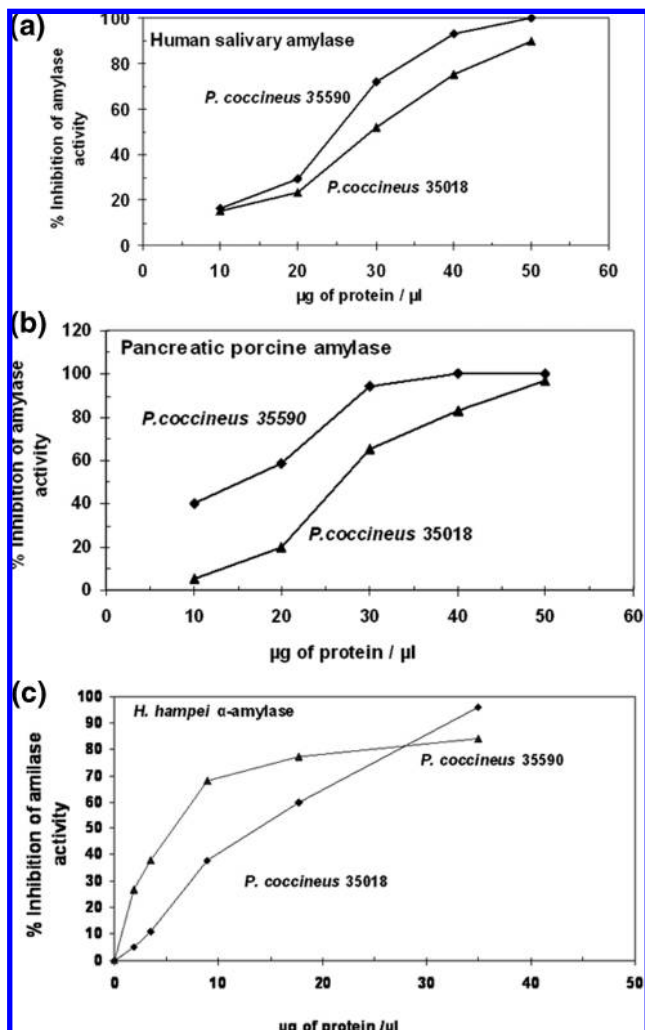 (a)
100
80
60
40
20
0
% Inhibition of amylase
activity
Human salivary amylase
P. coccineus 35590
P.coccineus 35018
0 10 20 30 40 50 60
µg of protein / µl
(b)
120
100
80
60
40
20
0
% Inhibition of amylase
activity
Pancreatic porcine amylase
P.coccineus 35590
P.coccineus 35018
0 10 20 30 40 50 60
µg of protein / µl
(c)
100
90
80
70
60
50
40
30
20
10
0
% Inhibition of amilase
activity
H. hampei α-amylase
P. coccineus 35590
P. coccineus 35018
0 10 20 30 40 50
µg of protein /µl